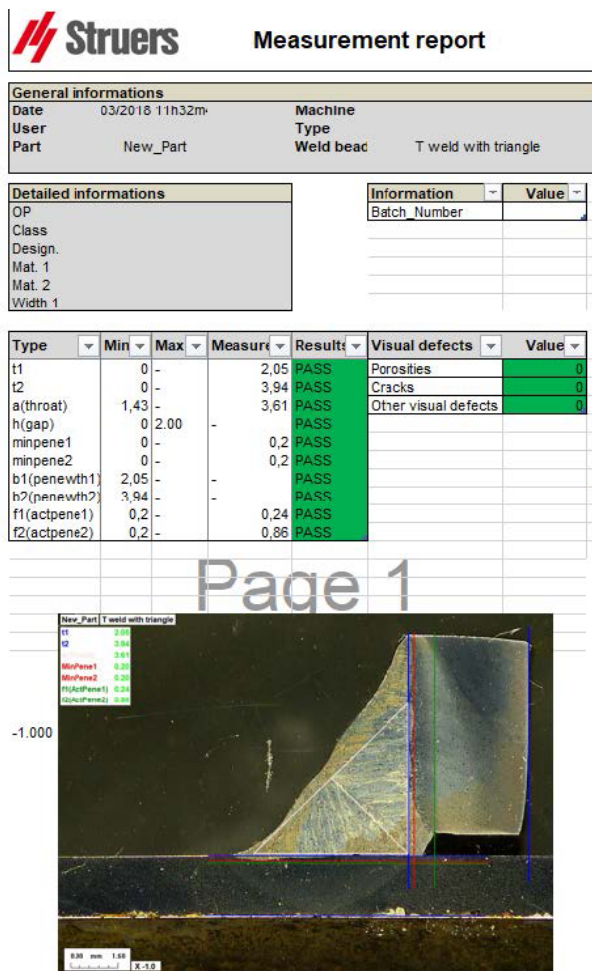 Struers
Measurement report
General informations
Date 03/2018 11h32m Machine
User Type
Part New_Part Weld bead T weld with triangle
Detailed informations
Information Value
OP
Batch_Number
Class
Design.
Mat. 1
Mat. 2
Width 1
Type Min Max Measure Results Visual defects Value
t1 0 - 2,05 PASS Porosities 0
t2 0 - 3,94 PASS Cracks 0
a(throat) 1,43 - 3,61 PASS Other visual defects 0
h(gap) 0 2.00 - PASS
minpene1 0 - 0,2 PASS
minpene2 0 - 0,2 PASS
b1(penewth1) 2,05 - - PASS
b2(penewth2) 3,94 - - PASS
f1(actpene1) 0,2 - 0,24 PASS
f2(actpene2) 0,2 - 0,86 PASS
Page 1
New_Part T weld with triangle
t1 2.05
t2 3.94
3.61
MinPene1 0.20
MinPene2 0.20
f1(ActPene1) 0.24
f2(ActPene2) 0.86
-1.000
mm
X -1.0